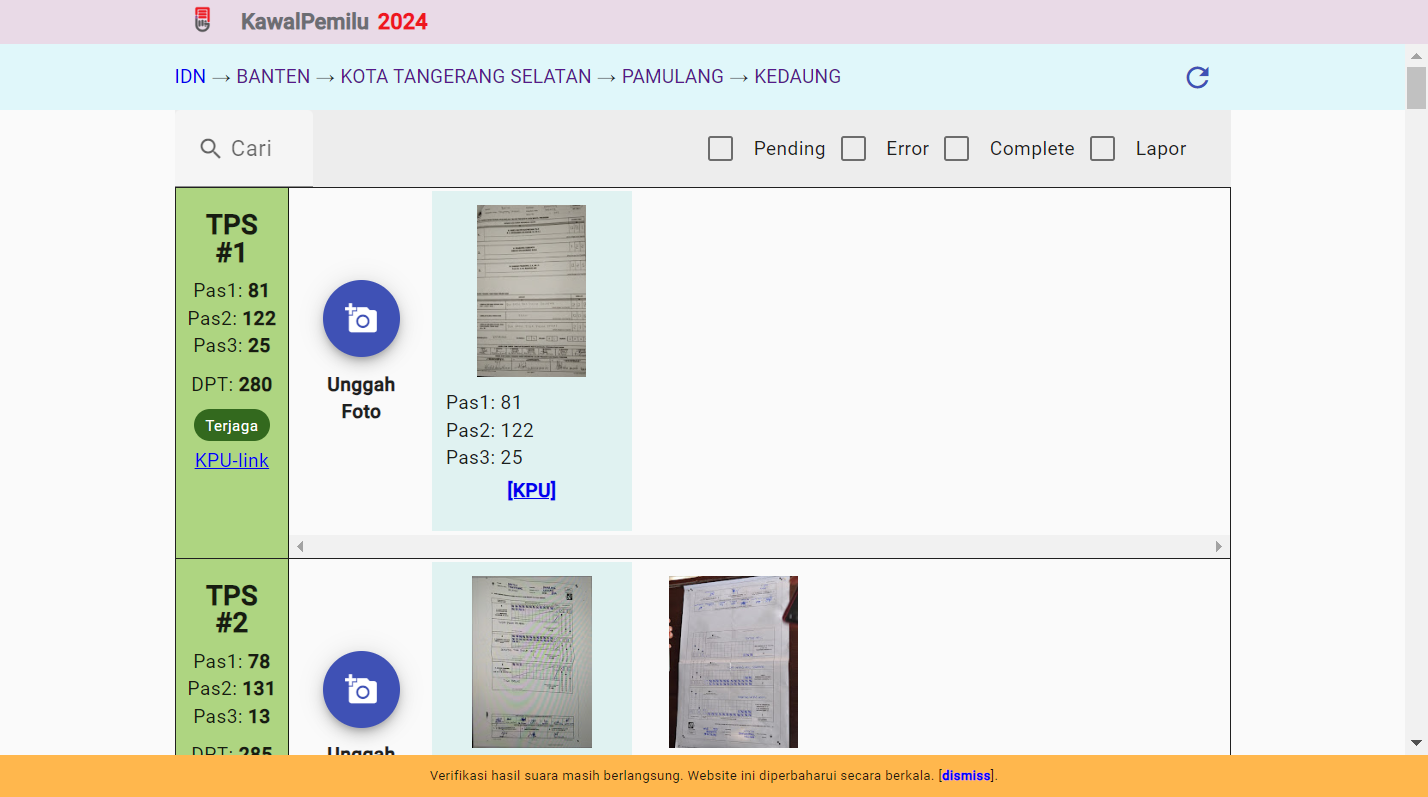 KawalPemilu 2024
IDN → BANTEN → KOTA TANGERANG SELATAN → PAMULANG → KEDAUNG
Cari
Pending
Error
Complete
Lapor
TPS
#1
Pas1: 81
Pas2: 122
Pas3: 25
DPT: 280
Terjaga
KPU-link
Unggah
Foto
Pas1: 81
Pas2: 122
Pas3: 25
[KPU]
TPS
#2
Pas1: 78
Pas2: 131
Pas3: 13
DPT: 285
Unggah
Verifikasi hasil suara masih berlangsung. Website ini diperbaharui secara berkala. [dismiss].